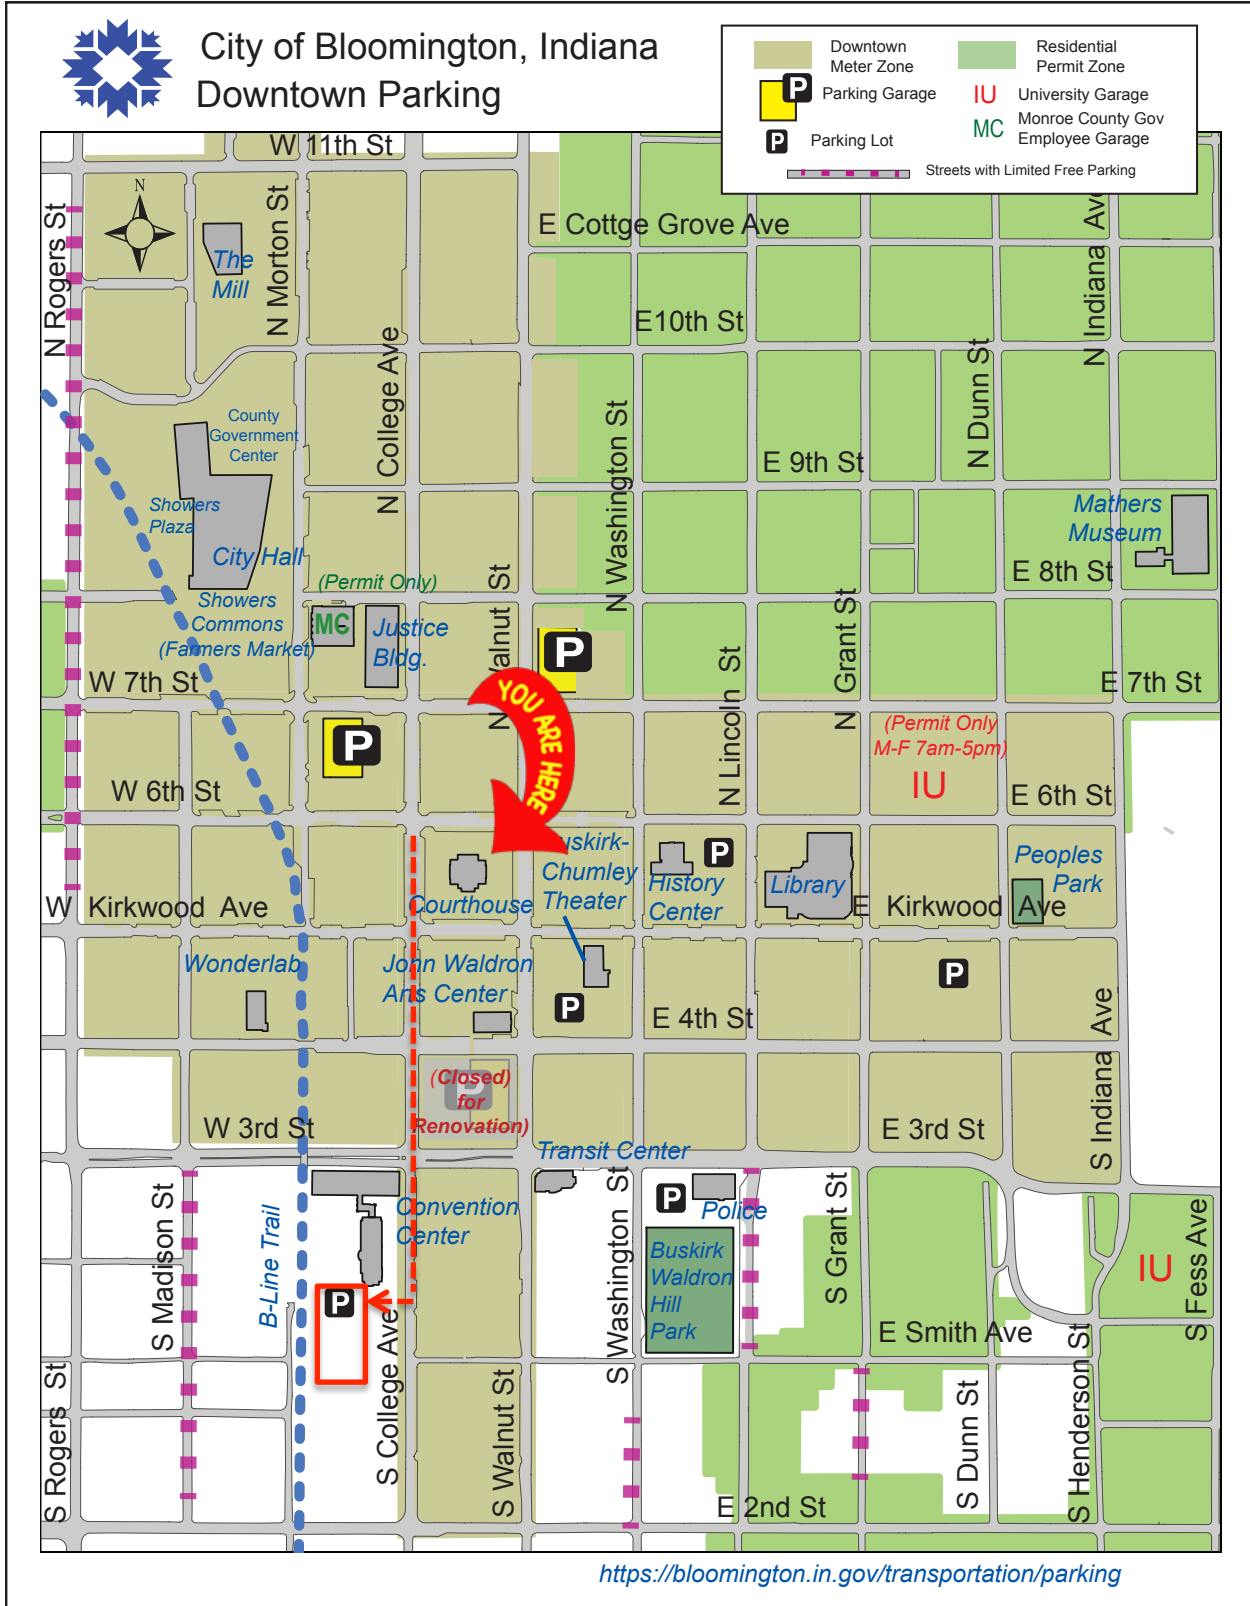 City of Bloomington, Indiana
Downtown Parking
Downtown
Meter Zone
Residential
Permit Zone
P
Parking Garage
IU
University Garage
MC
Monroe County Gov
Employee Garage
P
Parking Lot
Streets with Limited Free Parking
W 11th St
N
N Rogers St
The
Mill
N Morton St
E Cottge Grove Ave
N Indiana Ave
E10th St
N College Ave
N Dunn St
County
Government
Center
N Washington St
E 9th St
Showers
Plaza
City Hall
Mathers
Museum
E 8th St
(Permit Only)
Showers
Commons
(Farmers Market)
MC
Justice
Bldg.
N Walnut St
P
N Grant St
W 7th St
E 7th St
YOU ARE HERE
N Lincoln St
(Permit Only
M-F 7am-5pm)
IU
P
W 6th St
E 6th St
uskirk-
Chumley
Theater
P
History
Center
Library
Peoples
Park
Courthouse
W Kirkwood Ave
E Kirkwood Ave
Wonderlab
John Waldron
Arts Center
P
P
E 4th St
S Indiana Ave
P
(Closed)
for
Renovation)
W 3rd St
E 3rd St
Transit Center
S Madison St
B-Line Trail
Convention
Center
S Washington St
P
Police
S Grant St
Buskirk
Waldron
Hill
Park
IU
S Fess Ave
P
E Smith Ave
S Rogers St
S College Ave
S Walnut St
S Dunn St
S Henderson St
E 2nd St
https://bloomington.in.gov/transportation/parking